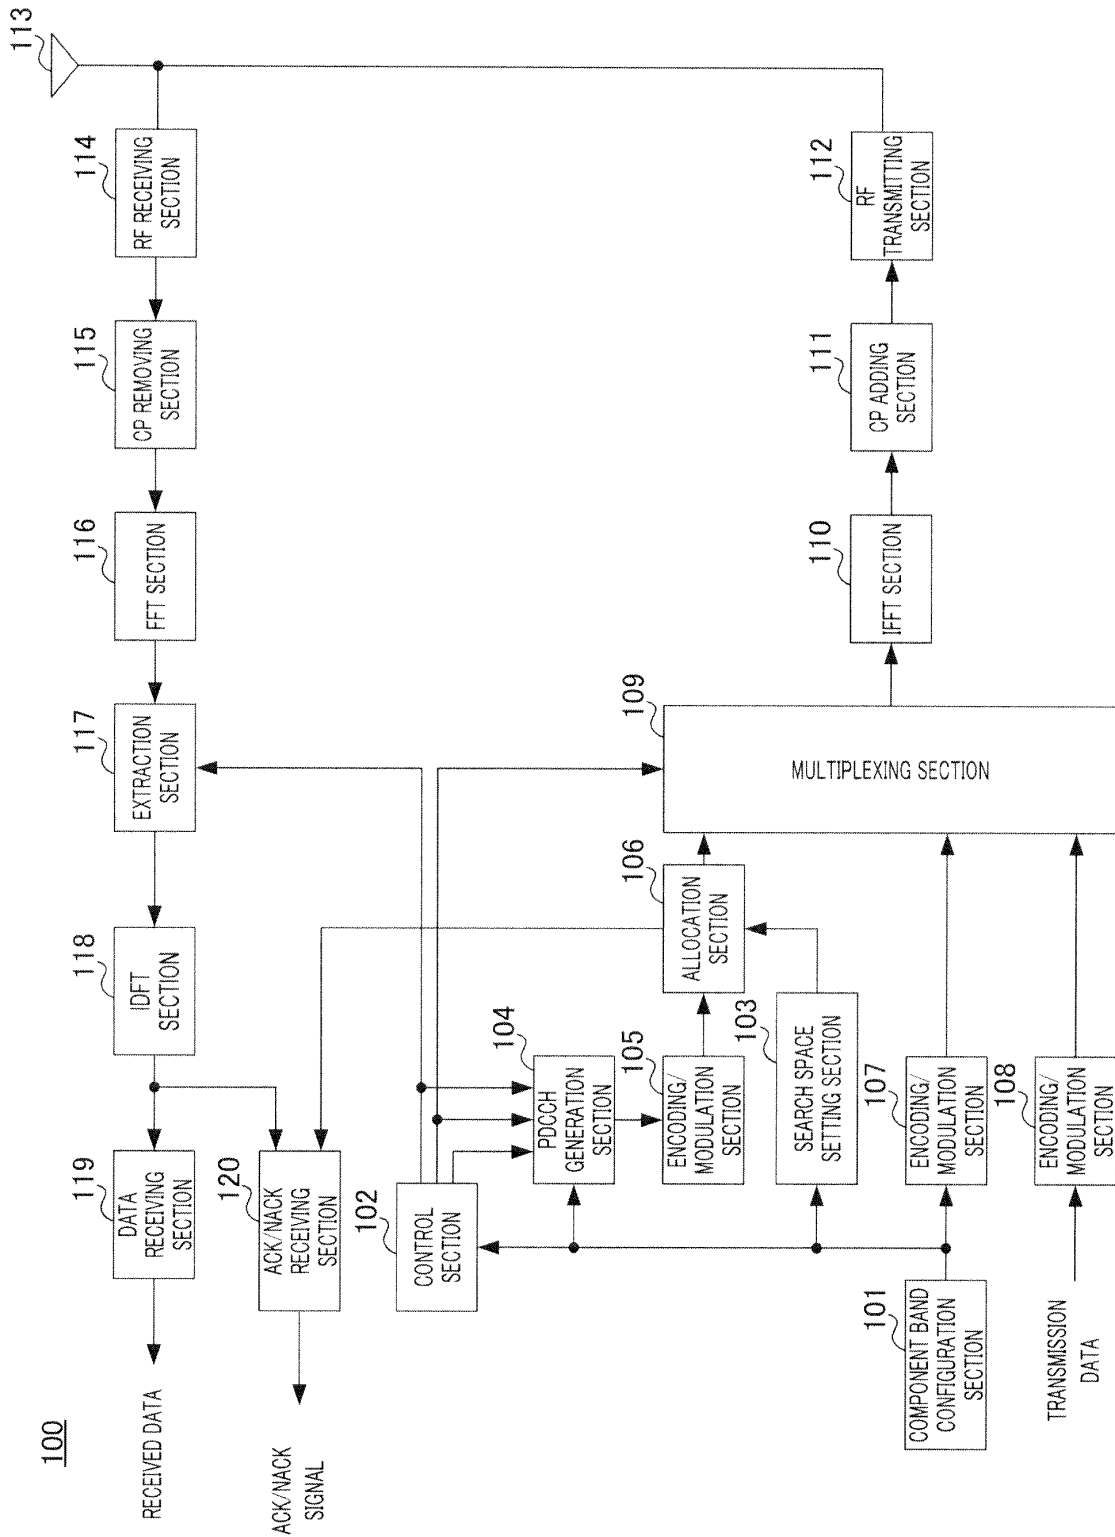 100
113
114
RF RECEIVING
SECTION
115
CP REMOVING
SECTION
116
FFT SECTION
117
EXTRACTION
SECTION
118
IDFT
SECTION
119
DATA
RECEIVING
SECTION
RECEIVED DATA
120
ACK/NACK
RECEIVING
SECTION
ACK/NACK
SIGNAL
102
CONTROL
SECTION
104
PDCCH
GENERATION
SECTION
105
ENCODING/
MODULATION
SECTION
106
ALLOCATION
SECTION
103
SEARCH SPACE
SETTING SECTION
107
ENCODING/
MODULATION
SECTION
108
ENCODING/
MODULATION
SECTION
101
COMPONENT BAND
CONFIGURATION
SECTION
TRANSMISSION
DATA
109
MULTIPLEXING SECTION
110
IFFT SECTION
111
CP ADDING
SECTION
112
RF
TRANSMITTING
SECTION